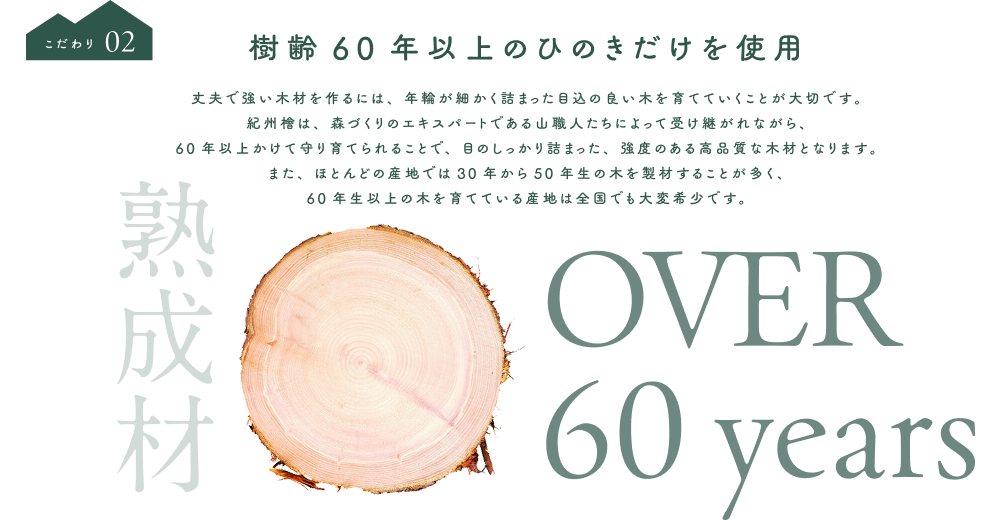 こだわり 02
樹齢60年以上のひのきだけを使用
丈夫で強い木材を作るには、年輪が細かく詰まった目込の良い木を育てていくことが大切です。
紀州檜は、森づくりのエキスパートである山職人たちによって受け継がれながら、
60年以上かけて守り育てられることで、目のしっかり詰まった、強度のある高品質な木材となります。
また、ほとんどの産地では30年から50年生の木を製材することが多く、
60年生以上の木を育てている産地は全国でも大変希少です。
熟成材
OVER
60 years